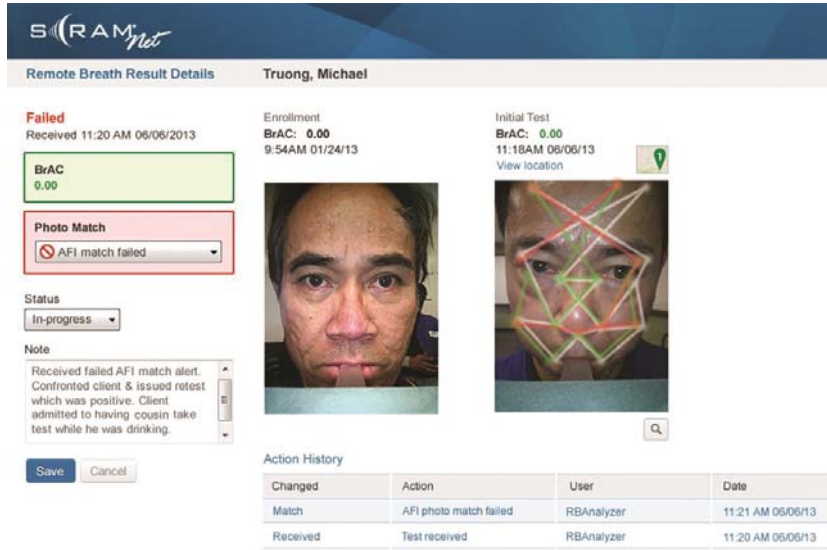 SCRAMNet
Remote Breath Result Details
Truong, Michael
Failed
Received 11:20 AM 06/06/2013
BrAC
0.00
Photo Match
AFI match failed
Status
In-progress
Note
Received failed AFI match alert.
Confronted client & issued retest
which was positive. Client
admitted to having cousin take
test while he was drinking.
Save
Cancel
Enrollment
BrAC: 0.00
9:54AM 01/24/13
Initial Test
BrAC: 0.00
11:18AM 06/06/13
View location
1
Action History
Changed Action User Date
Match AFI photo match failed RBAnalyzer 11:21 AM 06/06/13
Received Test received RBAnalyzer 11:20 AM 06/06/13